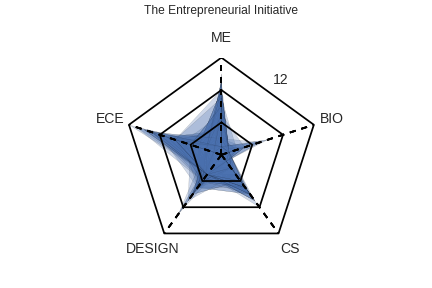 The Entrepreneurial Initiative
ME
12
ECE
BIO
DESIGN
CS